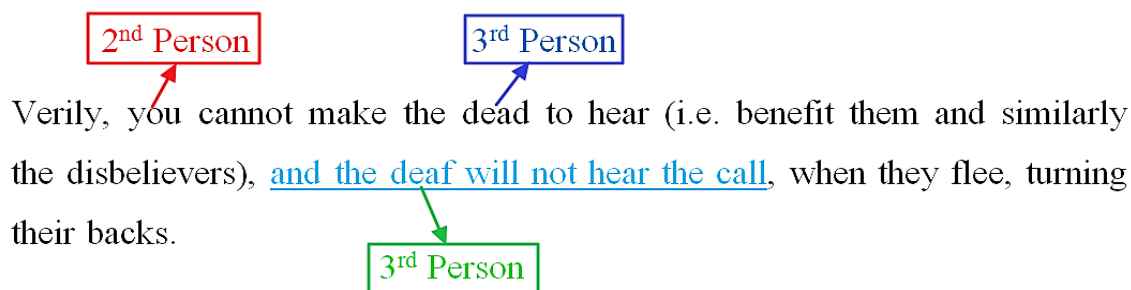 2nd Person 3rd Person
Verily, you cannot make the dead to hear (i.e. benefit them and similarly
the disbelievers), and the deaf will not hear the call, when they flee, turning
their backs.
3rd Person